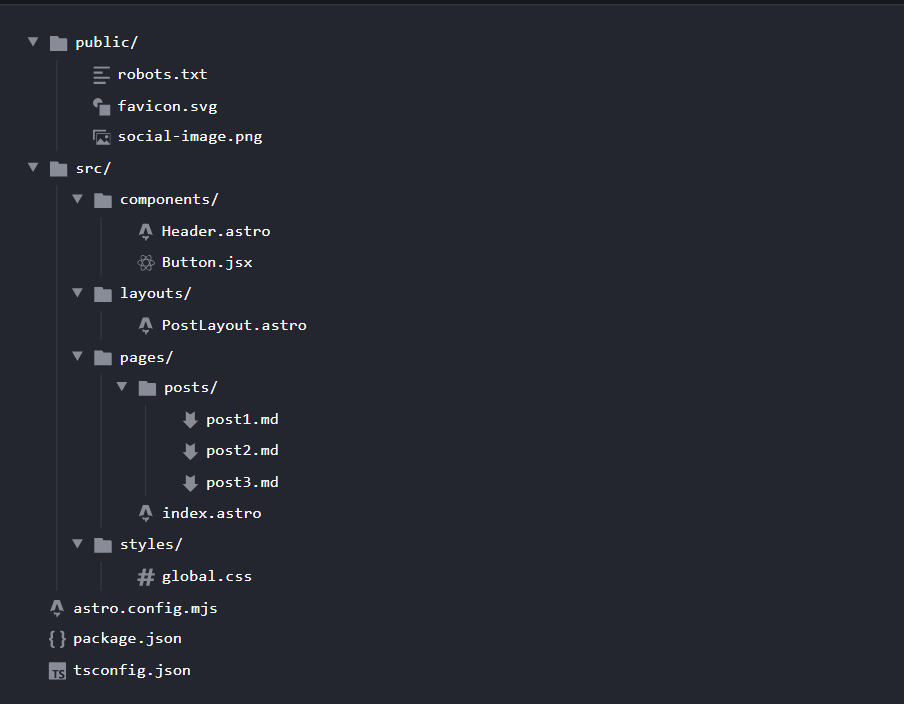 public/
robots.txt
favicon.svg
social-image.png
src/
components/
Header.astro
Button.jsx
layouts/
PostLayout.astro
pages/
posts/
post1.md
post2.md
post3.md
index.astro
styles/
# global.css
astro.config.mjs
{ } package.json
TS tsconfig.json